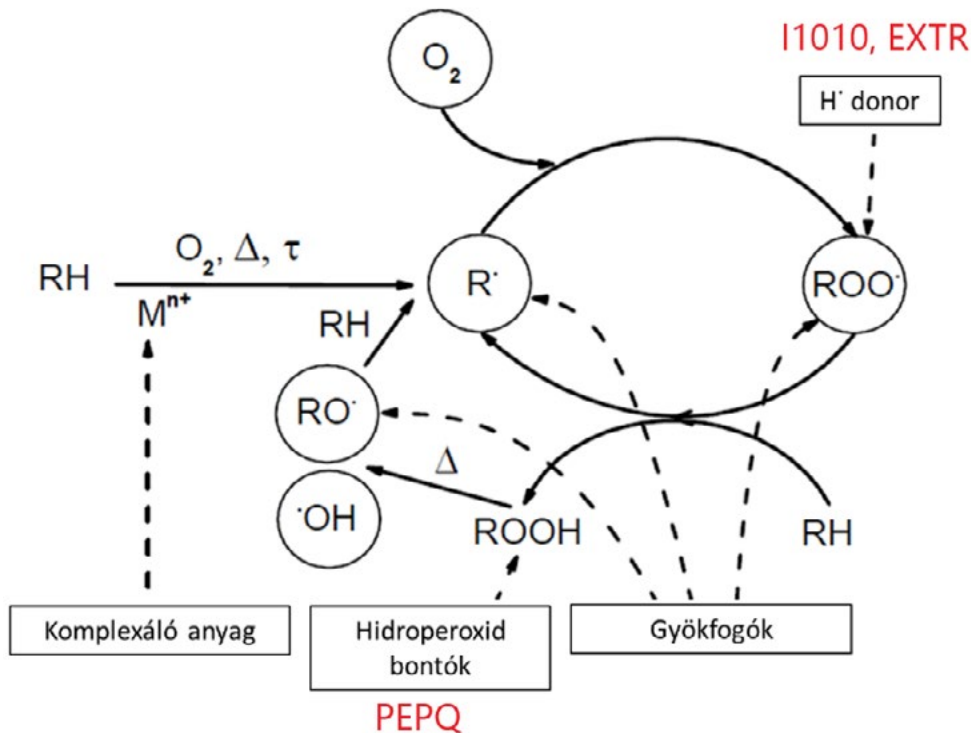 I1010, EXTR
O₂
H˙ donor
O₂, Δ, τ
RH
R˙
ROO˙
Mⁿ⁺
RH
RO˙
Δ
˙OH
ROOH
RH
Komplexáló anyag
Hidroperoxid
bontók
Gyökfogók
PEPQ